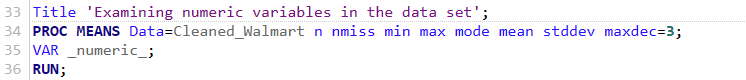 33 Title 'Examining numeric variables in the data set';
34 PROC MEANS Data=Cleaned_Walmart n nmiss min max mode mean stddev maxdec=3;
35 VAR _numeric_;
36 RUN;